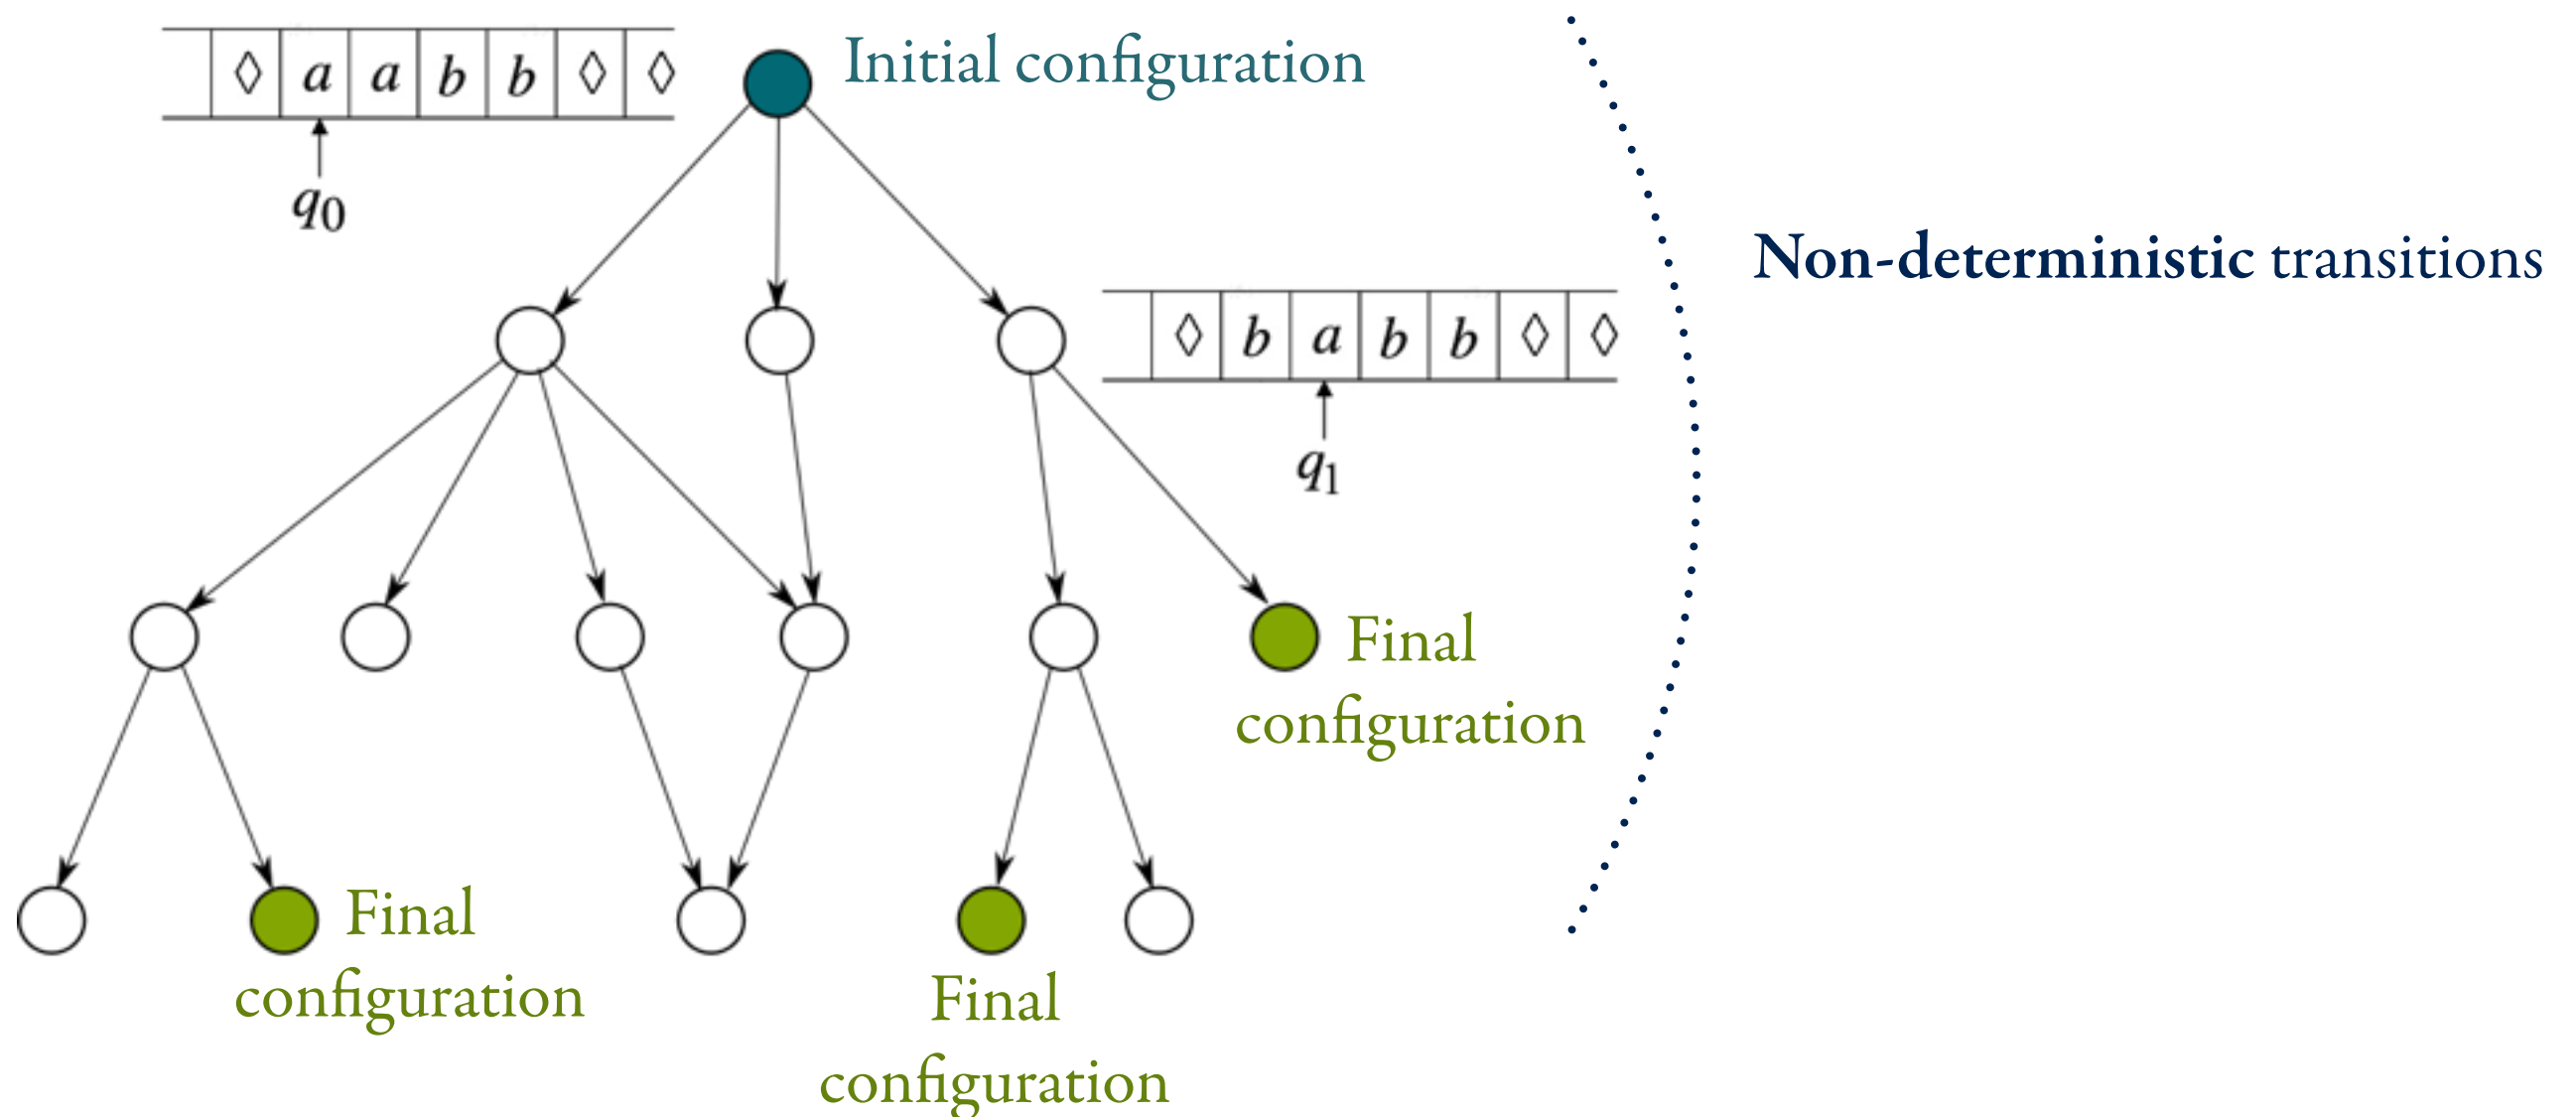 ◊ a a b b ◊ ◊
Initial configuration
q0
Non-deterministic transitions
◊ b a b b ◊ ◊
q1
Final
configuration
Final
configuration
Final
configuration